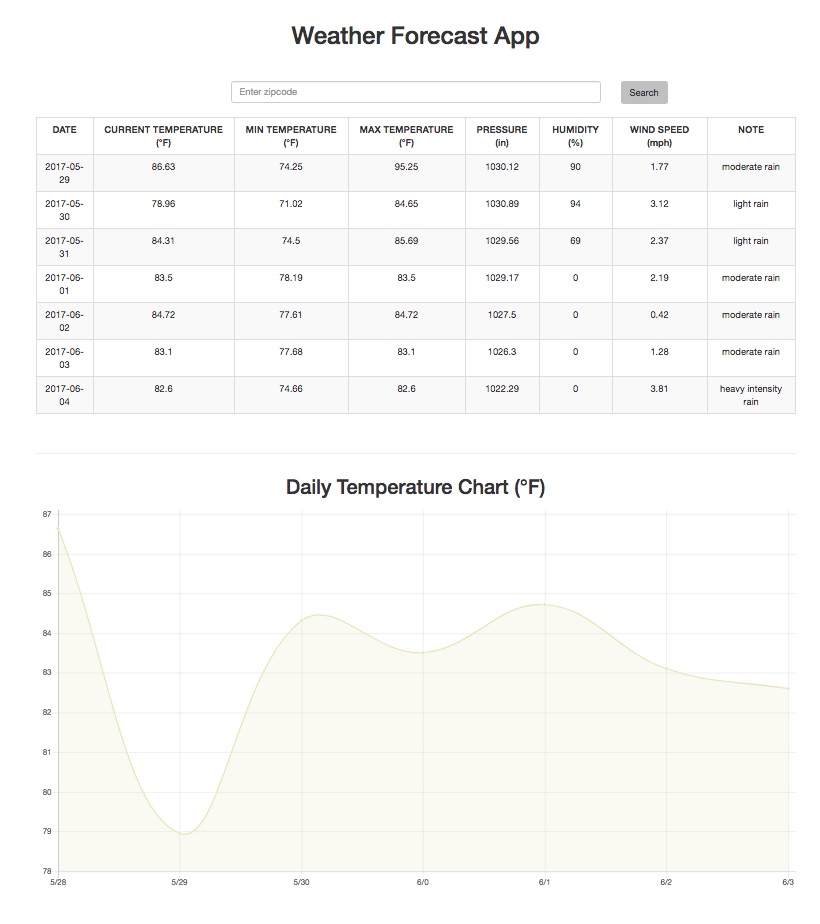 Weather Forecast App
Enter zipcode
Search
DATE CURRENT TEMPERATURE MIN TEMPERATURE MAX TEMPERATURE PRESSURE HUMIDITY WIND SPEED NOTE
(°F) (°F) (°F) (in) (%) (mph)
2017-05- 86.63 74.25 95.25 1030.12 90 1.77 moderate rain
29
2017-05- 78.96 71.02 84.65 1030.89 94 3.12 light rain
30
2017-05- 84.31 74.5 85.69 1029.56 69 2.37 light rain
31
2017-06- 83.5 78.19 83.5 1029.17 0 2.19 moderate rain
01
2017-06- 84.72 77.61 84.72 1027.5 0 0.42 moderate rain
02
2017-06- 83.1 77.68 83.1 1026.3 0 1.28 moderate rain
03
2017-06- 82.6 74.66 82.6 1022.29 0 3.81 heavy intensity
04 rain
Daily Temperature Chart (°F)
87
86
85
84
83
82
81
80
79
78
5/28 5/29 5/30 6/0 6/1 6/2 6/3